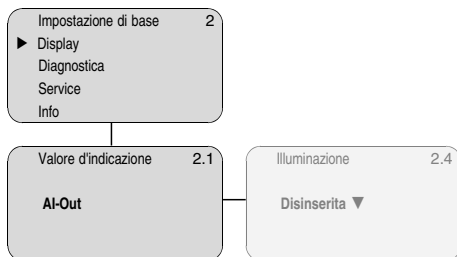 Impostazione di base 2
▶ Display
Diagnostica
Service
Info
Valore d'indicazione 2.1
AI-Out
Illuminazione 2.4
Disinserita ▼